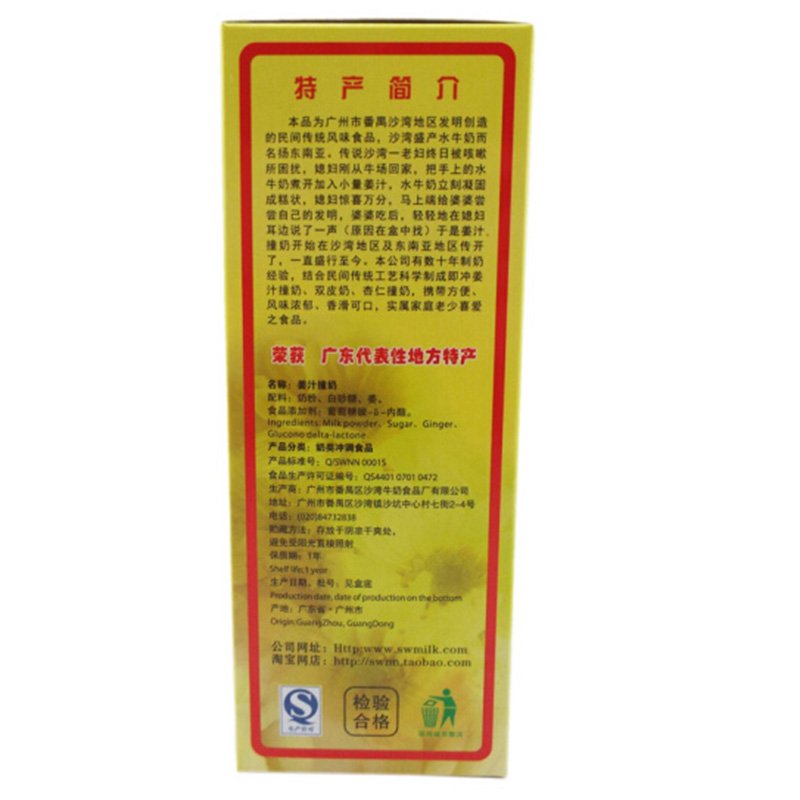 特产简介
本品为广州市番禺沙湾地区发明创造
的民间传统风味食品，沙湾盛产水牛奶而
名扬东南亚。传说沙湾一老妇终日被咳嗽
所困扰，媳妇刚从牛场回家，把手上的水
牛奶煮开加入小量姜汁，水牛奶立刻凝固
成糕状，媳妇惊喜万分，马上端给婆婆尝
尝自己的发明，婆婆吃后，轻轻地在媳妇
耳边说了一声（原因在盒中找）于是姜汁
撞奶开始在沙湾地区及东南亚地区传开
了，一直盛行至今。本公司有数十年制奶
经验，结合民间传统工艺科学制成即冲姜
汁撞奶、双皮奶、杏仁撞奶，携带方便、
风味浓郁、香滑可口，实属家庭老少喜爱
之食品。
荣获 广东代表性地方特产
名称：姜汁撞奶
配料：奶粉、白砂糖、姜。
食品添加剂：葡萄糖酸-δ-内酯。
Ingredients: Milk powder、Sugar、Ginger、
Glucono delta-lactone.
产品分类：奶类冲调食品
产品标准号：Q/SWNN 0001S
食品生产许可证编号：QS4401 0701 0472
生产商：广州市番禺区沙湾牛奶食品厂有限公司
地址：广州市番禺区沙湾镇沙坑中心村七街2-4号
电话：(020)84732838
贮藏方法：存放于阴凉干爽处，
避免受阳光直接照射
保质期：1年
Shelf life:1 year
生产日期、批号：见盒底
Production date, date of production on the bottom
产地：广东省·广州市
Origin:GuangZhou, GuangDong
公司网址：Http:www.swmilk.com
淘宝网店：http://swnn.taobao.com
QS
生产许可
检验
合格
保持城市整洁